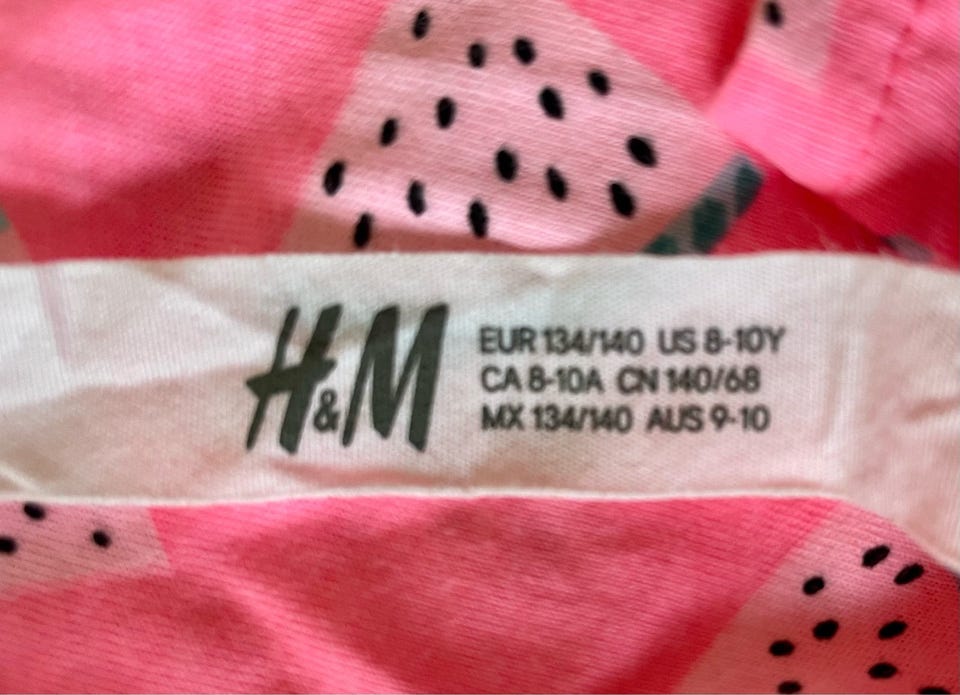 H&M
EUR 134/140 US 8-10Y
CA 8-10A CN 140/68
MX 134/140 AUS 9-10